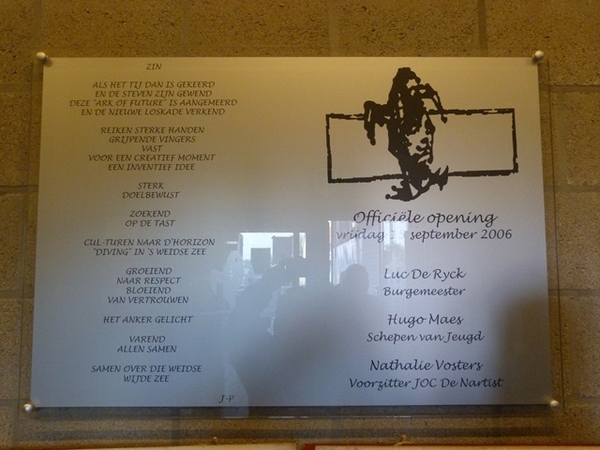 ZIN
ALS HET TIJ DAN IS GEKEERD
EN DE STEVEN ZIJN GEWEND
DEZE "ARK OF FUTURE" IS AANGEMEERD
EN DE NIEUWE LOSKADE VERKEND
REIKEN STERKE HANDEN
GRIJPENDE VINGERS
VAST
VOOR EEN CREATIEF MOMENT
EEN INVENTIEF IDEE
STERK
DOELBEWUST
ZOEKEND
OP DE TAST
CUL-TUREN NAAR D'HORIZON
"DIVING" IN 'S WEIDSE ZEE
GROEIEND
NAAR RESPECT
BLOEIEND
VAN VERTROUWEN
HET ANKER GELICHT
VAREND
ALLEN SAMEN
SAMEN OVER DIE WEIDSE
WIJDE ZEE
J-P
Officiële opening
vrijdag 15 september 2006
Luc De Ryck
Burgemeester
Hugo Maes
Schepen van Jeugd
Nathalie Vosters
Voorzitter JOC De Nartist